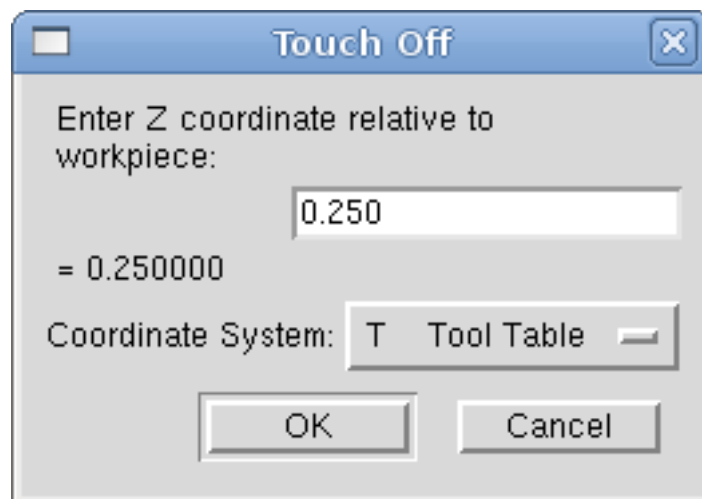 Touch Off
Enter Z coordinate relative to
workpiece:
0.250
= 0.250000
Coordinate System: T Tool Table
OK Cancel